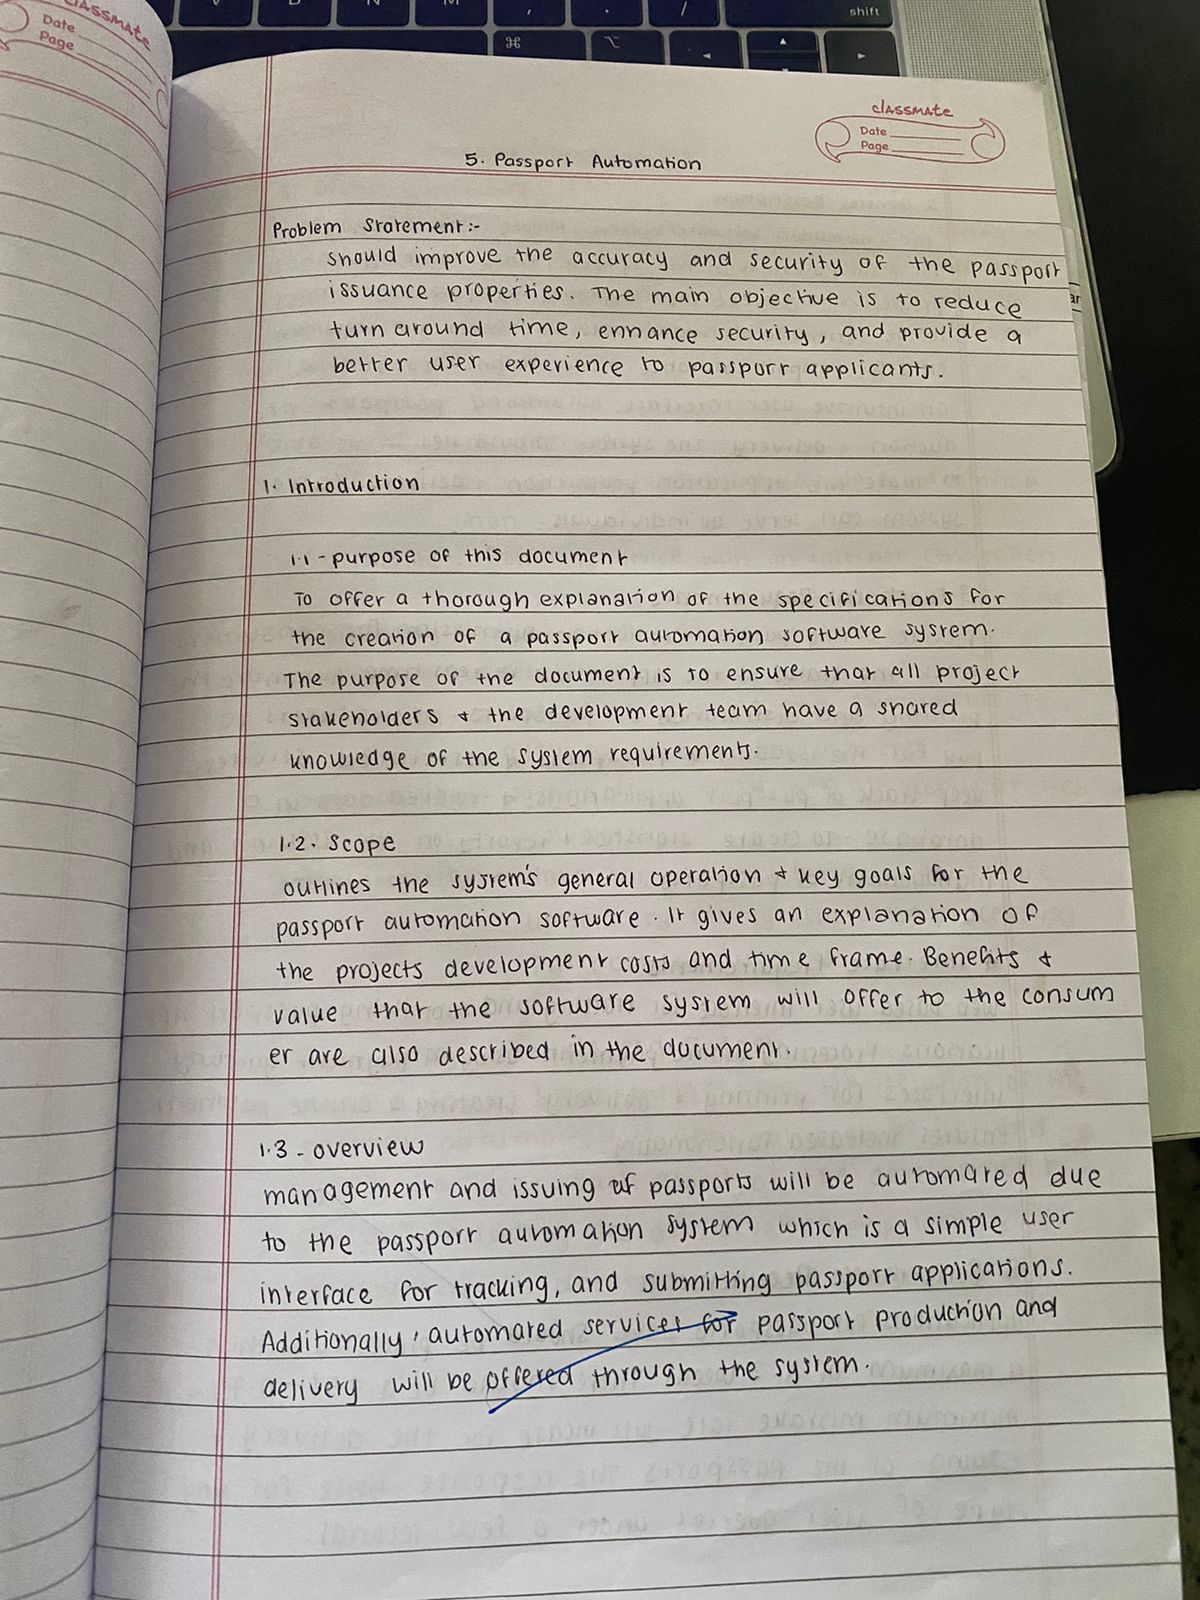 classmate
Date
Page
shift
classmate
Date
Page
5. Passport Automation
Problem Statement:-
should improve the accuracy and security of the passport
issuance properties. The main objective is to reduce
turn around time, enhance security, and provide a
better user experience to passport applicants.
1. Introduction
1.1 - purpose of this document
To offer a thorough explanation of the specifications for
the creation of a passport automation software system.
The purpose of the document is to ensure that all project
stakeholders & the development team have a shared
knowledge of the system requirements.
1.2. Scope
outlines the system's general operation & key goals for the
passport automation software. It gives an explanation of
the projects development costs and time frame. Benefits &
value that the software system will offer to the consum
er are also described in the document.
1.3 - overview
management and issuing of passports will be automated due
to the passport automation system which is a simple user
interface for tracking, and submitting passport applications.
Additionally, automated services for passport production and
delivery will be offered through the system.